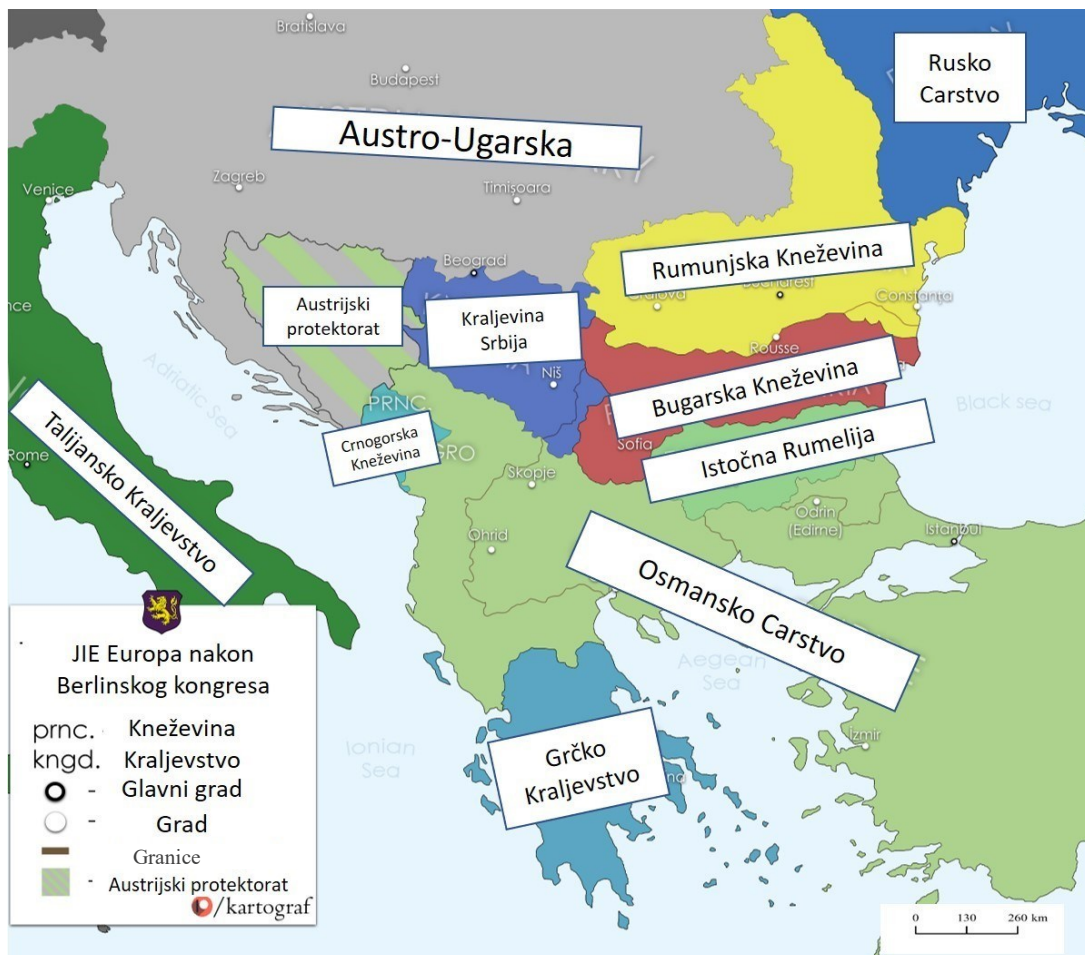 Bratislava
Budapest
Rusko
Carstvo
Austro-Ugarska
Zagreb
Venice
Timișoara
Rumunjska Kneževina
Beograd
Constanța
Austrijski
protektorat
Kraljevina
Srbija
Rousse
Niš
Bugarska Kneževina
Adriatic Sea
Black sea
PRNC.
Crnogorska
Kneževina
GRO
Sofia
Istočna Rumelija
Talijansko Kraljevstvo
Rome
Skopje
Odrin
(Edirne)
Istanbul
Ohrid
Osmansko Carstvo
Aegean
Sea
Ionian
Sea
Izmir
Grčko
Kraljevstvo
JIE Europa nakon
Berlinskog kongresa
prnc. Kneževina
kngd. Kraljevstvo
- Glavni grad
- Grad
Granice
- Austrijski protektorat
/kartograf
0 130 260 km